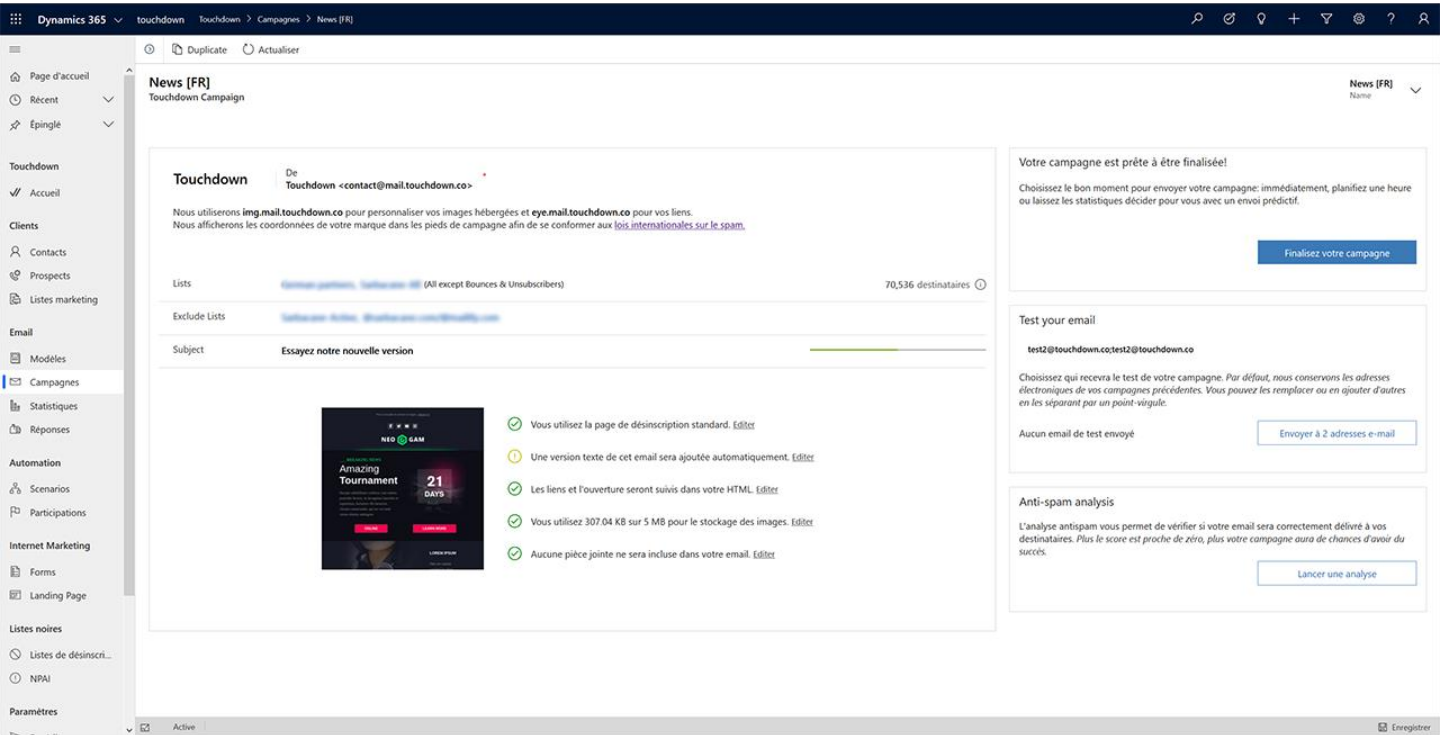 Dynamics 365 touchdown Touchdown > Campagnes > News [FR]
Duplicate Actualiser
Page d'accueil
Récent
Épinglé
Touchdown
Accueil
Clients
Contacts
Prospects
Listes marketing
Email
Modèles
Campagnes
Statistiques
Réponses
Automation
Scenarios
Participations
Internet Marketing
Forms
Landing Page
Listes noires
Listes de désinscri...
NPAI
Paramètres
News [FR]
Touchdown Campaign
News [FR]
Name
Touchdown
De
Touchdown <contact@mail.touchdown.co>
*
Nous utiliserons img.mail.touchdown.co pour personnaliser vos images hébergées et eye.mail.touchdown.co pour vos liens.
Nous afficherons les coordonnées de votre marque dans les pieds de campagne afin de se conformer aux lois internationales sur le spam.
Lists (All except Bounces & Unsubscribers) 70,536 destinataires
Exclude Lists
Subject Essayez notre nouvelle version
NEO GAM
BREAKING NEWS
Amazing
Tournament
21
DAYS
ONLINE
LEARN MORE
LOREM IPSUM
Vous utilisez la page de désinscription standard. Editer
Une version texte de cet email sera ajoutée automatiquement. Editer
Les liens et l'ouverture seront suivis dans votre HTML. Editer
Vous utilisez 307.04 KB sur 5 MB pour le stockage des images. Editer
Aucune pièce jointe ne sera incluse dans votre email. Editer
Votre campagne est prête à être finalisée!
Choisissez le bon moment pour envoyer votre campagne: immédiatement, planifiez une heure
ou laissez les statistiques décider pour vous avec un envoi prédictif.
Finalisez votre campagne
Test your email
test2@touchdown.co;test2@touchdown.co
Choisissez qui recevra le test de votre campagne. Par défaut, nous conservons les adresses
électroniques de vos campagnes précédentes. Vous pouvez les remplacer ou en ajouter d'autres
en les séparant par un point-virgule.
Aucun email de test envoyé
Envoyer à 2 adresses e-mail
Anti-spam analysis
L'analyse antispam vous permet de vérifier si votre email sera correctement délivré à vos
destinataires. Plus le score est proche de zéro, plus votre campagne aura de chances d'avoir du
succès.
Lancer une analyse
Active
Enregistrer